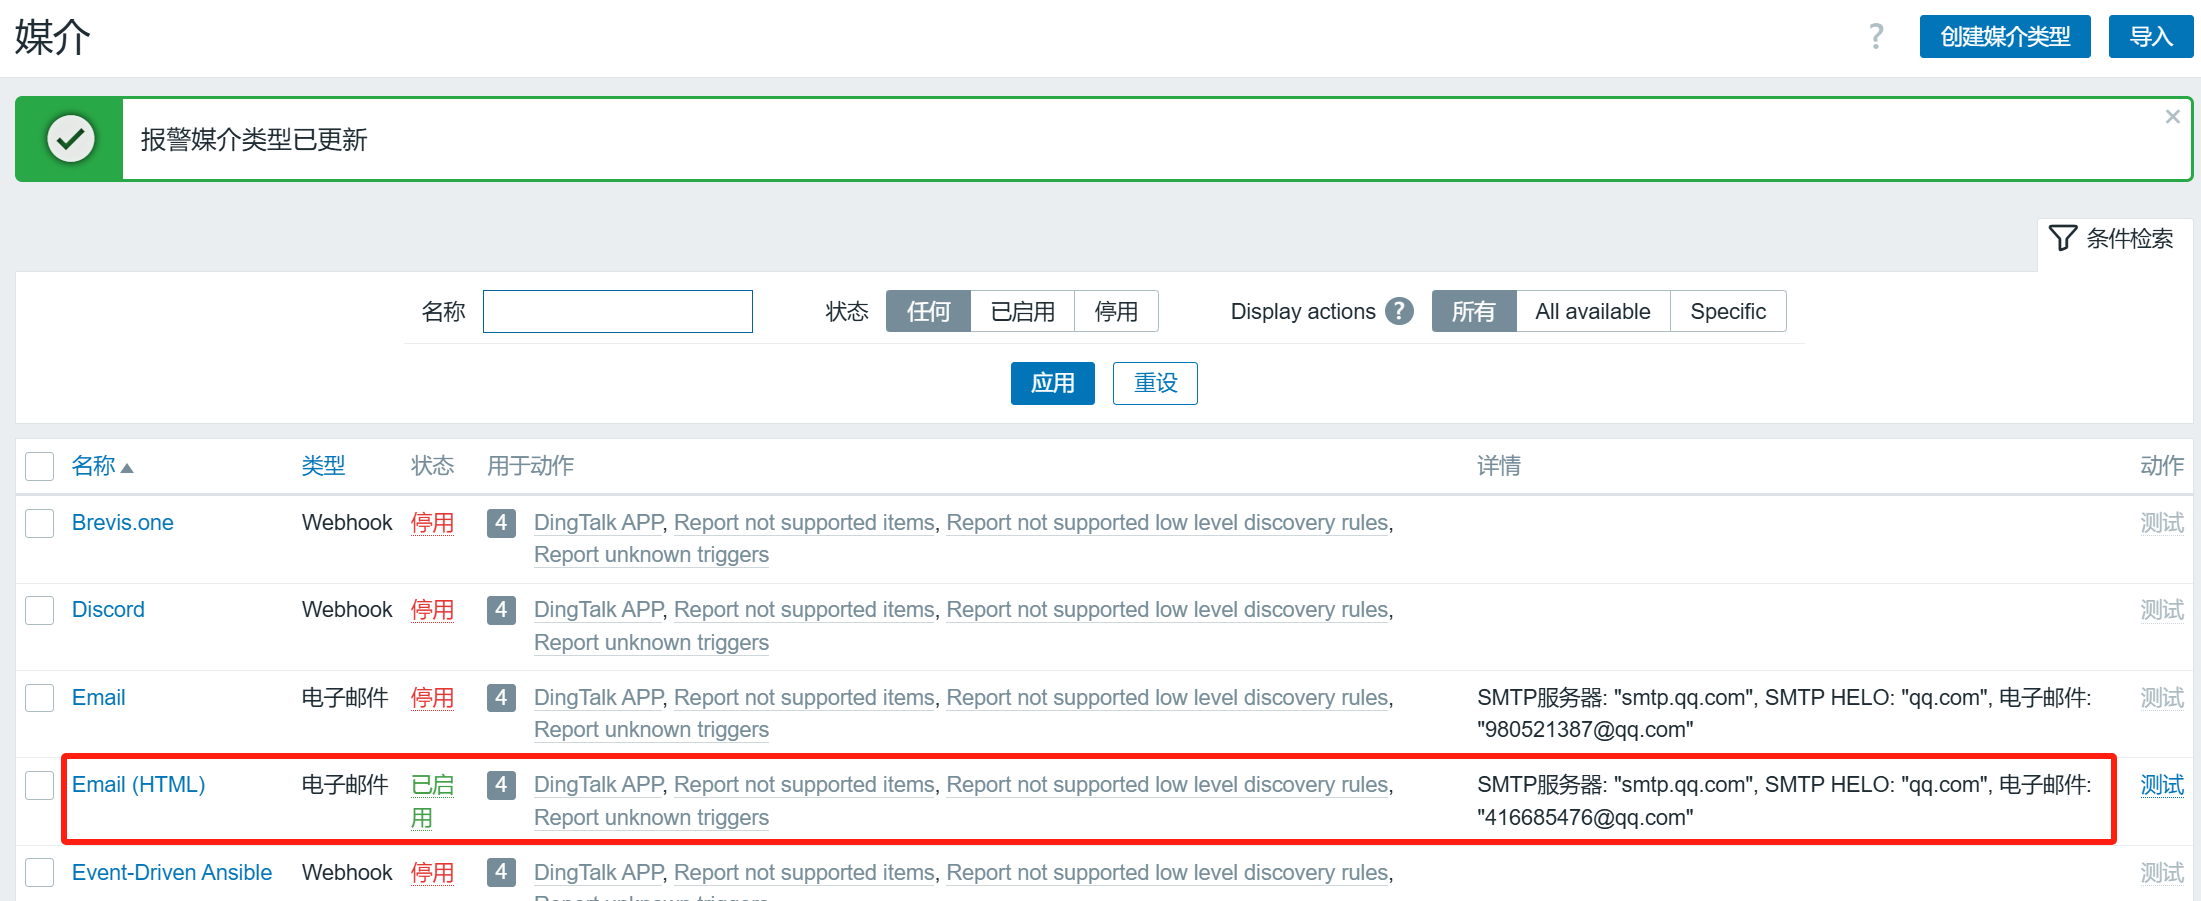 媒介
? 创建媒介类型 导入
报警媒介类型已更新
条件检索
名称 状态 任何 已启用 停用 Display actions ? 所有 All available Specific
应用 重设
名称 类型 状态 用于动作 详情 动作
Brevis.one Webhook 停用 4 DingTalk APP, Report not supported items, Report not supported low level discovery rules, 测试
Report unknown triggers
Discord Webhook 停用 4 DingTalk APP, Report not supported items, Report not supported low level discovery rules, 测试
Report unknown triggers
Email 电子邮件 停用 4 DingTalk APP, Report not supported items, Report not supported low level discovery rules, SMTP服务器: "smtp.qq.com", SMTP HELO: "qq.com", 电子邮件: 测试
Report unknown triggers "980521387@qq.com"
Email (HTML) 电子邮件 已启 4 DingTalk APP, Report not supported items, Report not supported low level discovery rules, SMTP服务器: "smtp.qq.com", SMTP HELO: "qq.com", 电子邮件: 测试
用 Report unknown triggers "416685476@qq.com"
Event-Driven Ansible Webhook 停用 4 DingTalk APP, Report not supported items, Report not supported low level discovery rules, 测试
Report unknown triggers